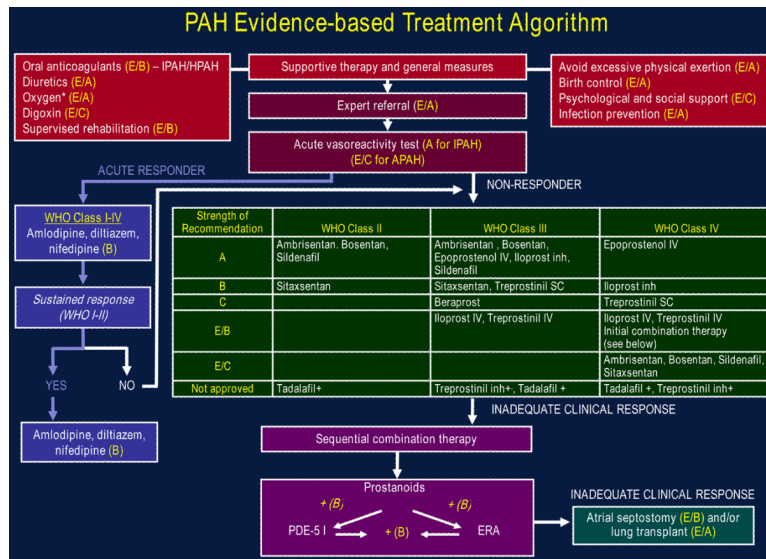 PAH Evidence-based Treatment Algorithm
Oral anticoagulants (E/B) – IPAH/HPAH
Diuretics (E/A)
Oxygen* (E/A)
Digoxin (E/C)
Supervised rehabilitation (E/B)
Supportive therapy and general measures
Avoid excessive physical exertion (E/A)
Birth control (E/A)
Psychological and social support (E/C)
Infection prevention (E/A)
Expert referral (E/A)
Acute vasoreactivity test (A for IPAH)
(E/C for APAH)
ACUTE RESPONDER
NON-RESPONDER
WHO Class I-IV
Amlodipine, diltiazem,
nifedipine (B)
Sustained response
(WHO I-II)
YES
NO
Amlodipine, diltiazem,
nifedipine (B)
Strength of
Recommendation
WHO Class II
WHO Class III
WHO Class IV
A
Ambrisentan. Bosentan,
Sildenafil
Ambrisentan , Bosentan,
Epoprostenol IV, Iloprost inh,
Sildenafil
Epoprostenol IV
B
Sitaxsentan
Sitaxsentan, Treprostinil SC
Iloprost inh
C
Beraprost
Treprostinil SC
E/B
Iloprost IV, Treprostinil IV
Iloprost IV, Treprostinil IV
Initial combination therapy
(see below)
E/C
Ambrisentan, Bosentan, Sildenafil,
Sitaxsentan
Not approved
Tadalafil+
Treprostinil inh+, Tadalafil +
Tadalafil +, Treprostinil inh+
INADEQUATE CLINICAL RESPONSE
Sequential combination therapy
Prostanoids
+ (B)
+ (B)
PDE-5 I
+ (B)
ERA
INADEQUATE CLINICAL RESPONSE
Atrial septostomy (E/B) and/or
lung transplant (E/A)